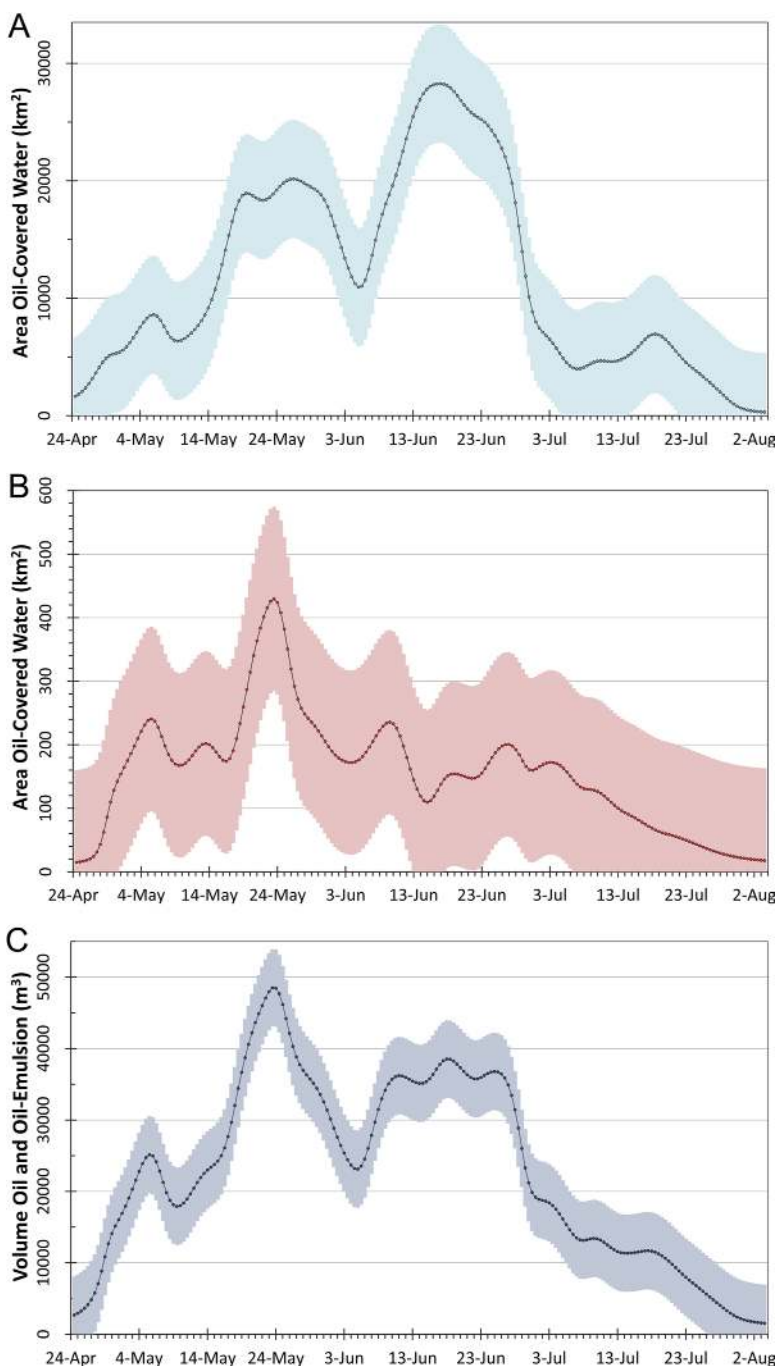 A
Area Oil-Covered Water (km²)
30000
20000
10000
0
24-Apr 4-May 14-May 24-May 3-Jun 13-Jun 23-Jun 3-Jul 13-Jul 23-Jul 2-Aug
B
Area Oil-Covered Water (km²)
600
500
400
300
200
100
0
24-Apr 4-May 14-May 24-May 3-Jun 13-Jun 23-Jun 3-Jul 13-Jul 23-Jul 2-Aug
C
Volume Oil and Oil-Emulsion (m³)
50000
40000
30000
20000
10000
0
24-Apr 4-May 14-May 24-May 3-Jun 13-Jun 23-Jun 3-Jul 13-Jul 23-Jul 2-Aug